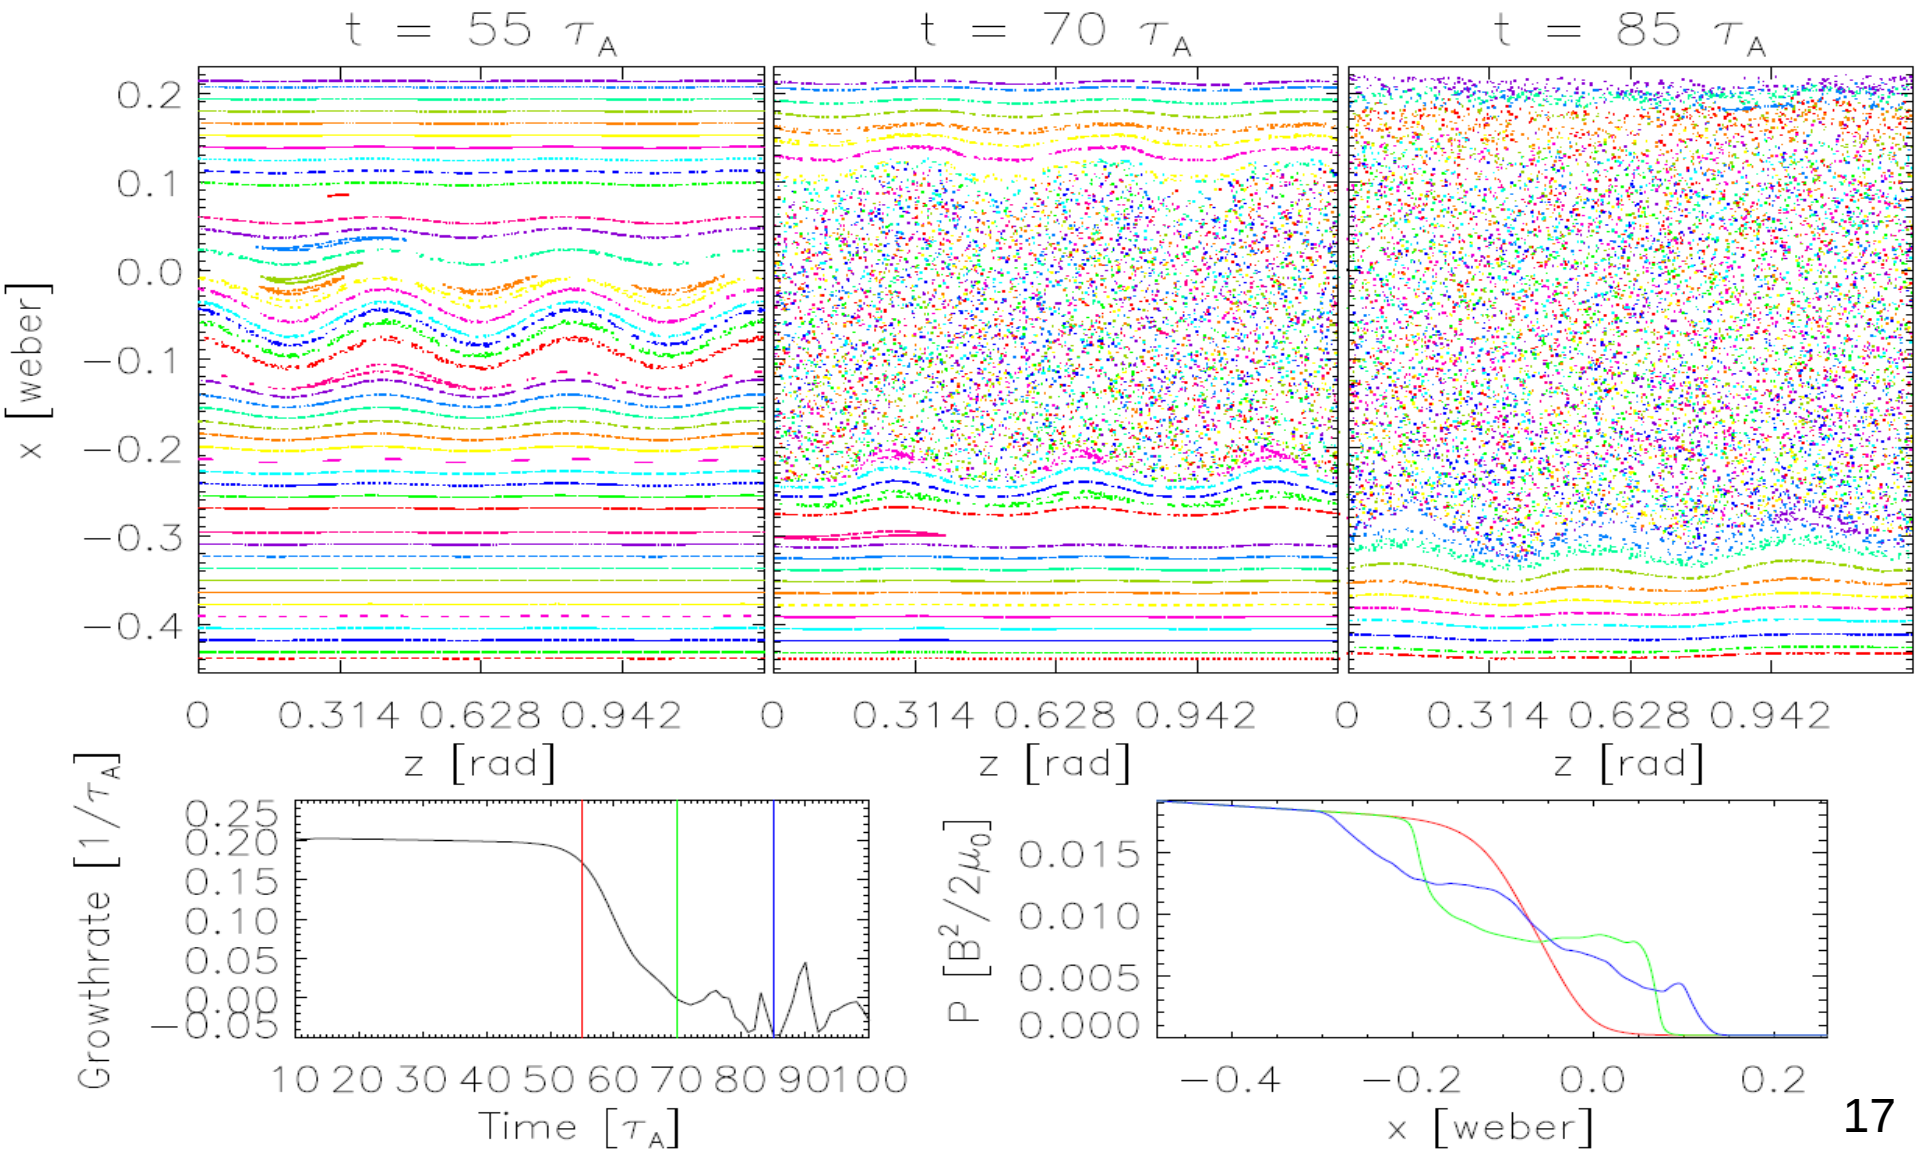 t = 55 τA t = 70 τA t = 85 τA
0.2
0.1
0.0
−0.1
−0.2
−0.3
−0.4
x [weber]
0 0.314 0.628 0.942 0 0.314 0.628 0.942 0 0.314 0.628 0.942
z [rad] z [rad] z [rad]
Growthrate [1/τA]
0.25
0.20
0.15
0.10
0.05
0.00
−0.05
10 20 30 40 50 60 70 80 90 100
Time [τA]
P [B²/2μ0]
0.015
0.010
0.005
0.000
−0.4 −0.2 0.0 0.2
x [weber]
17